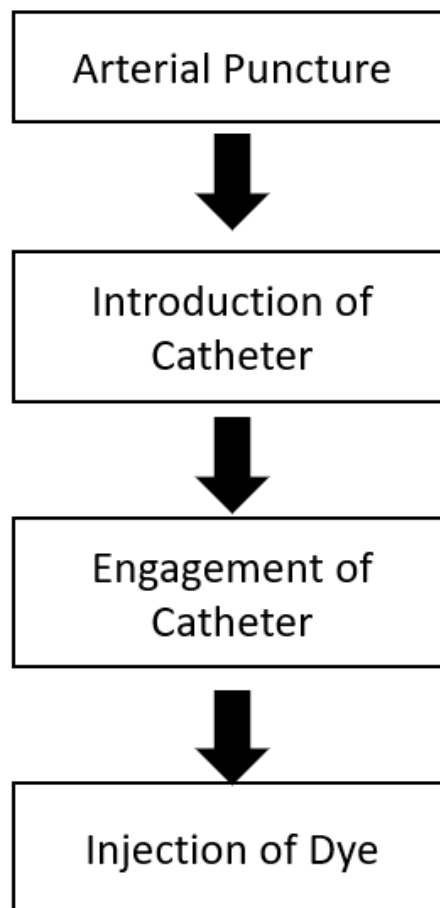 Arterial Puncture
Introduction of
Catheter
Engagement of
Catheter
Injection of Dye